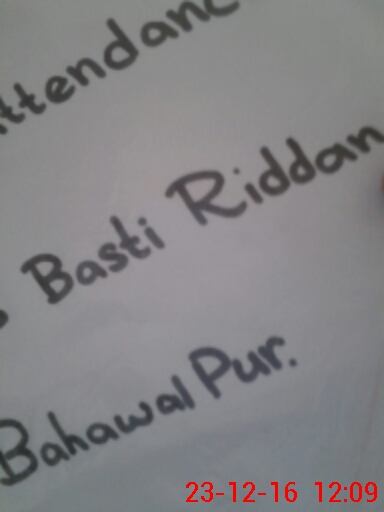 ttendanc
Basti Riddan
Bahawal Pur.
23-12-16 12:09